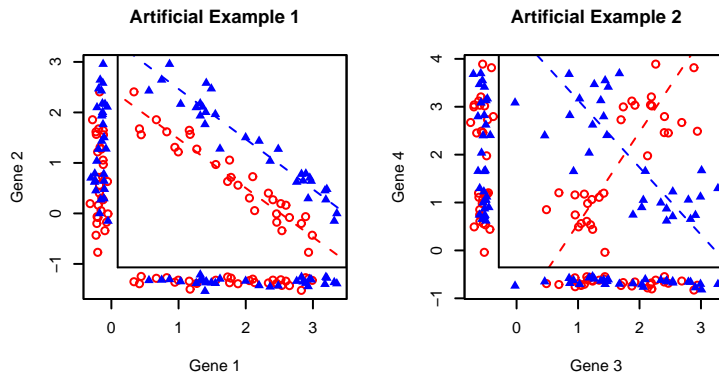 Artificial Example 1
Gene 2
3
2
1
0
−1
0 1 2 3
Gene 1
Artificial Example 2
Gene 4
4
3
2
1
0
−1
0 1 2 3
Gene 3